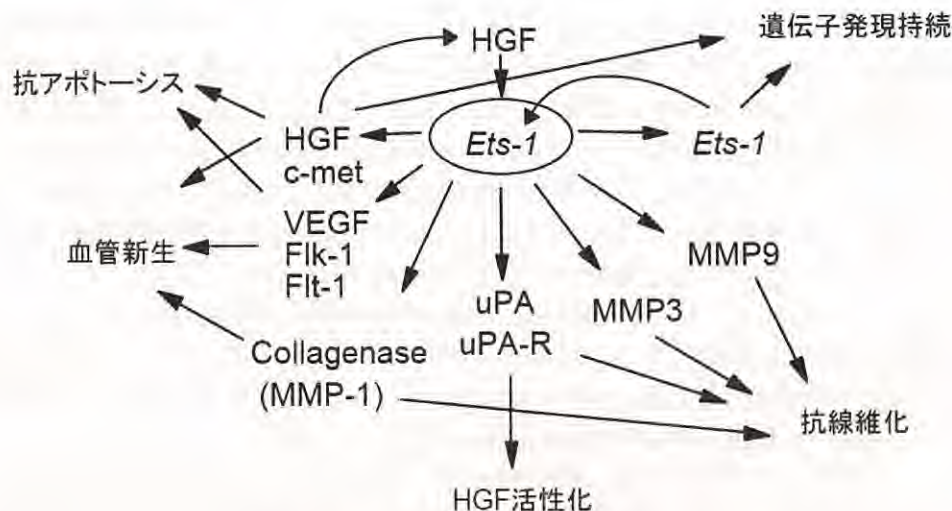 遺伝子発現持続
HGF
抗アポトーシス
HGF
c-met
Ets-1
Ets-1
VEGF
Flk-1
Flt-1
血管新生
MMP9
uPA
uPA-R
MMP3
Collagenase
(MMP-1)
抗線維化
HGF活性化